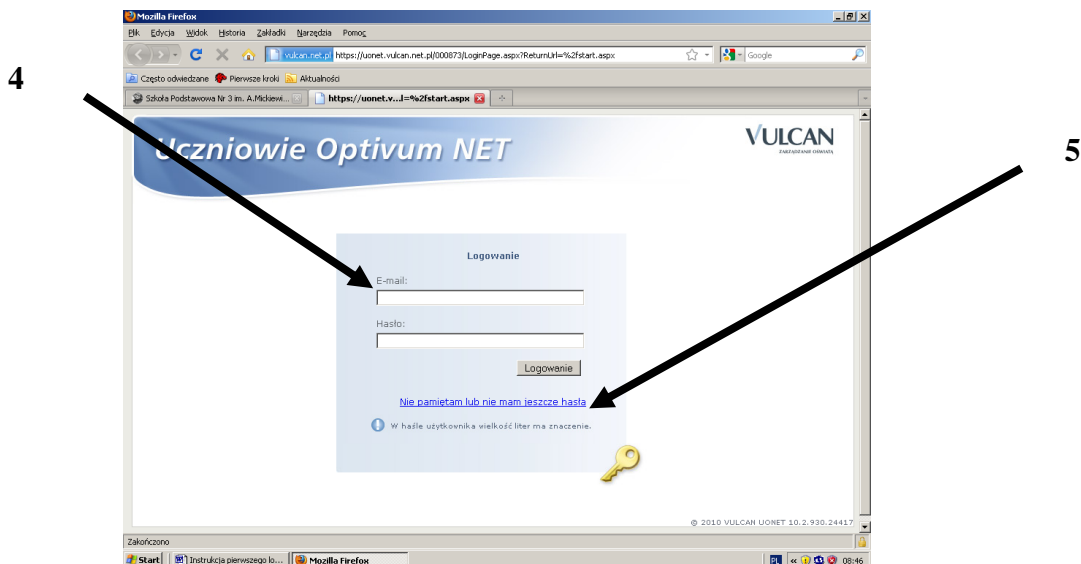 Mozilla Firefox
Plik Edycja Widok Historia Zakładki Narzędzia Pomoc
vulcan.net.pl https://uonet.vulcan.net.pl/000873/LoginPage.aspx?ReturnUrl=%2fstart.aspx Google
Często odwiedzane Pierwsze kroki Aktualności
4
Szkoła Podstawowa Nr 3 im. A.Mickiewi... https://uonet.v...l=%2fstart.aspx
Uczniowie Optivum NET
VULCAN
ZARZĄDZANIE OŚWIATĄ
5
Logowanie
E-mail:
Hasło:
Logowanie
Nie pamiętam lub nie mam jeszcze hasła
W haśle użytkownika wielkość liter ma znaczenie.
© 2010 VULCAN UONET 10.2.930.24417
Zakończono
Start Instrukcja pierwszego lo... Mozilla Firefox PL « 08:46